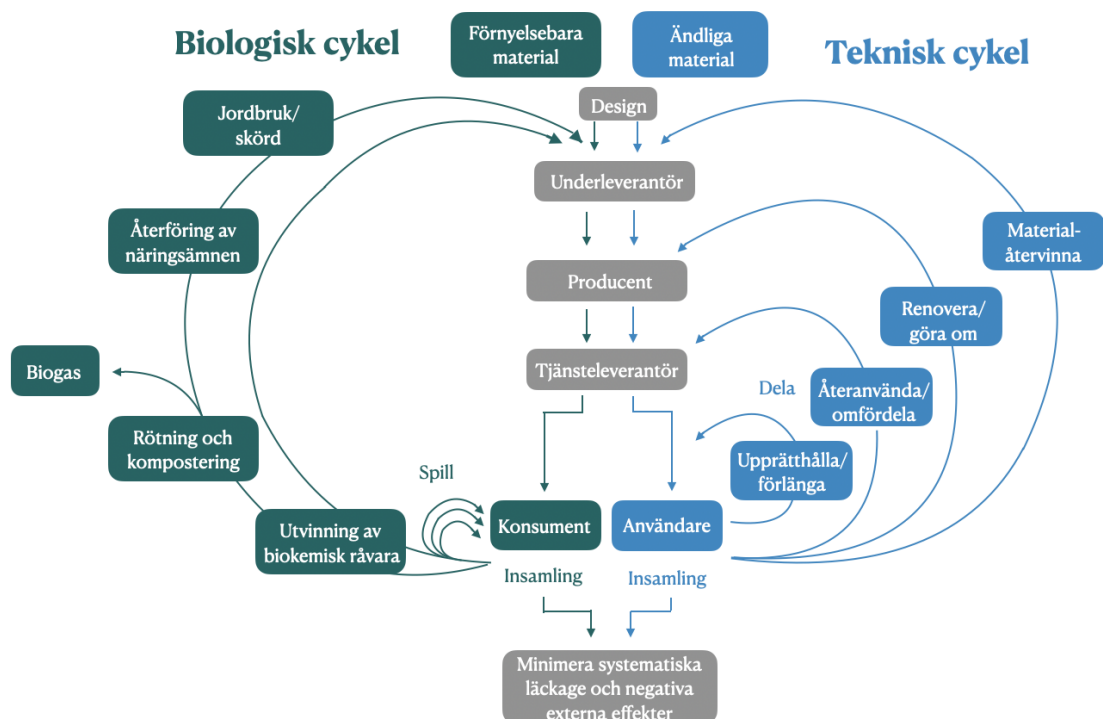 Biologisk cykel
Förnyelsebara
material
Ändliga
material
Teknisk cykel
Design
Jordbruk/
skörd
Underleverantör
Återföring av
näringsämnen
Material-
återvinna
Producent
Renovera/
göra om
Biogas
Tjänsteleverantör
Dela
Återanvända/
omfördela
Rötning och
kompostering
Upprätthålla/
förlänga
Spill
Utvinning av
biokemisk råvara
Konsument
Användare
Insamling
Insamling
Minimera systematiska
läckage och negativa
externa effekter